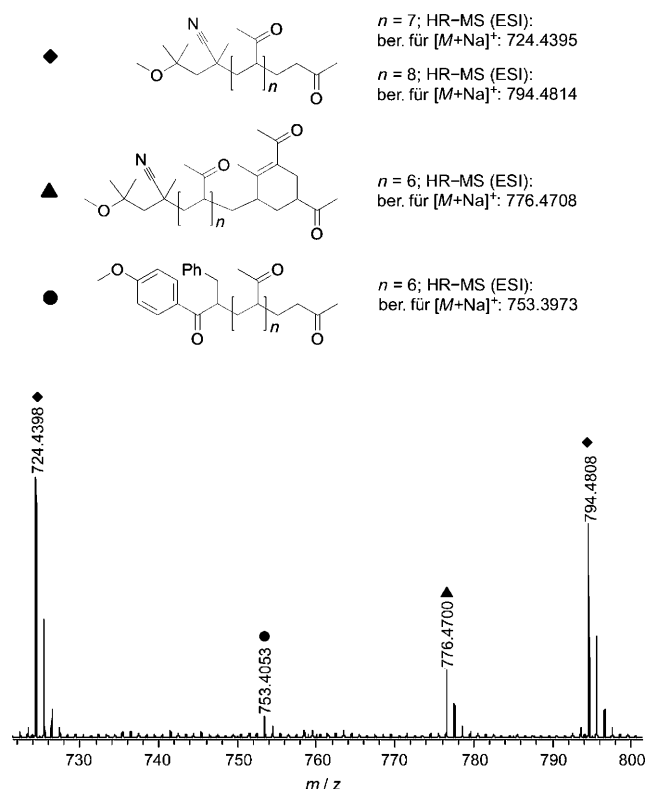 N
O
n = 7; HR–MS (ESI):
ber. für [M+Na]⁺: 724.4395
n = 8; HR–MS (ESI):
ber. für [M+Na]⁺: 794.4814
O
n
O
N
O
O
O
n
O
n = 6; HR–MS (ESI):
ber. für [M+Na]⁺: 776.4708
O
Ph
O
O
n
O
n = 6; HR–MS (ESI):
ber. für [M+Na]⁺: 753.3973
724.4398
753.4053
776.4700
794.4808
730 740 750 760 770 780 790 800
m / z